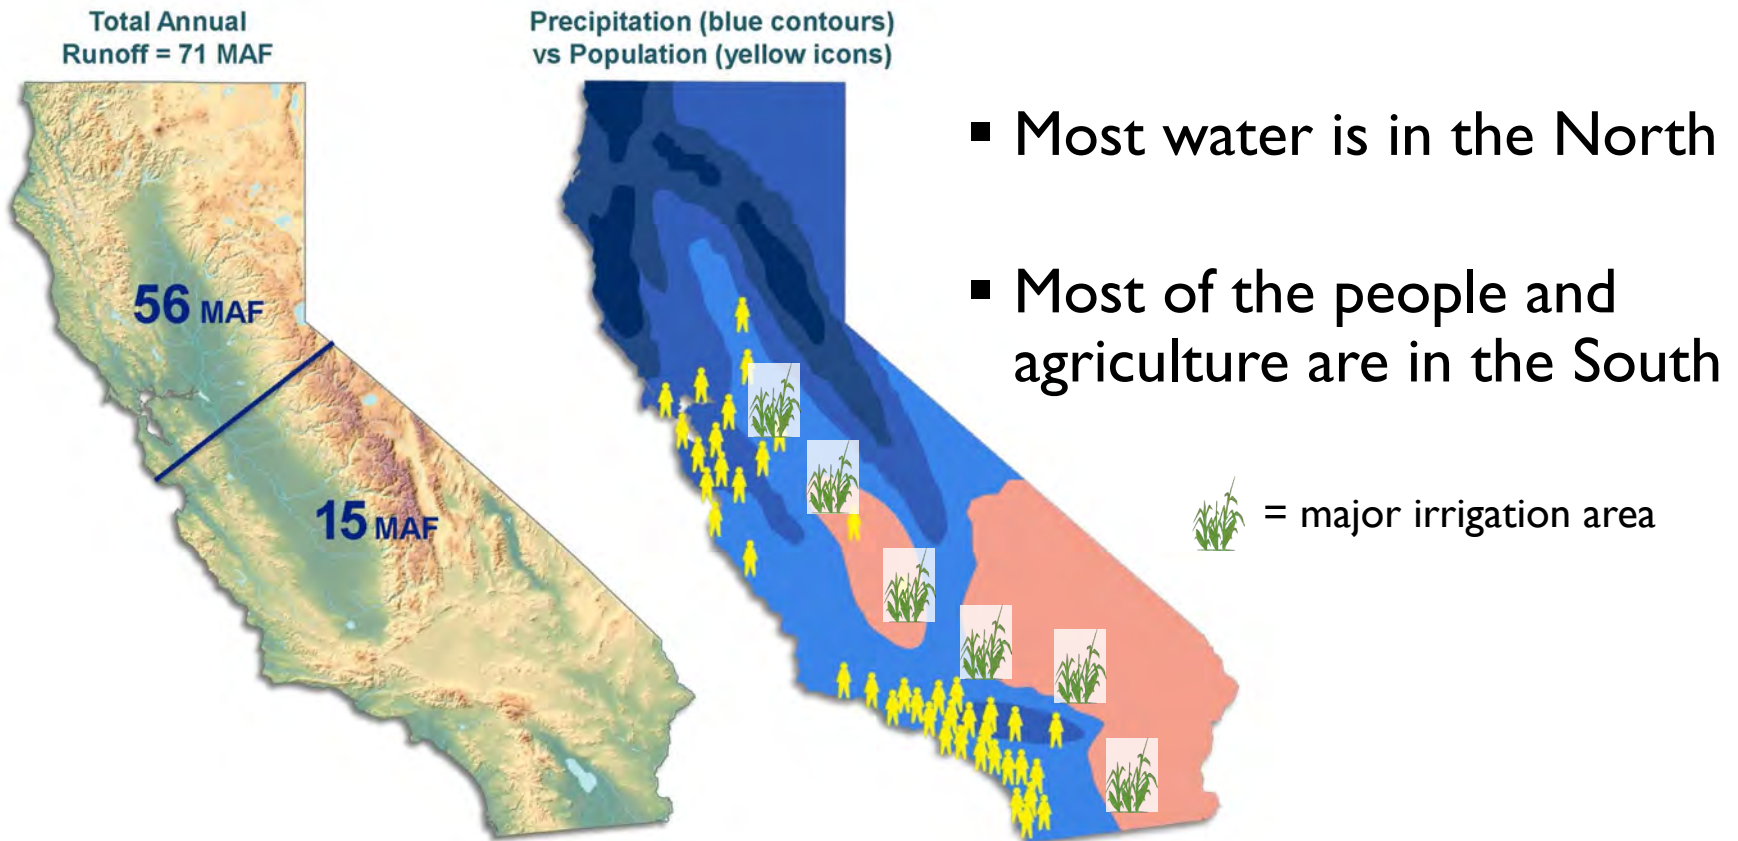 Total Annual
Runoff = 71 MAF
56 MAF
15 MAF
Precipitation (blue contours)
vs Population (yellow icons)
▪ Most water is in the North
▪ Most of the people and
agriculture are in the South
= major irrigation area